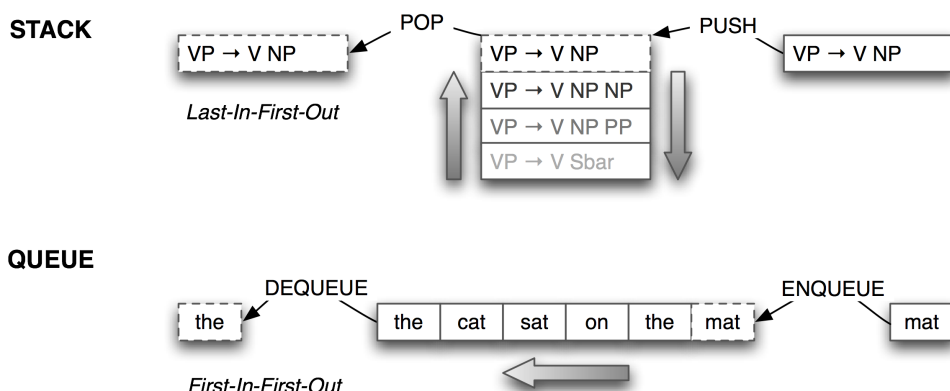 STACK
POP
PUSH
VP → V NP
VP → V NP
VP → V NP
Last-In-First-Out
VP → V NP NP
VP → V NP PP
VP → V Sbar
QUEUE
DEQUEUE
ENQUEUE
the
the cat sat on the mat
mat
First-In-First-Out